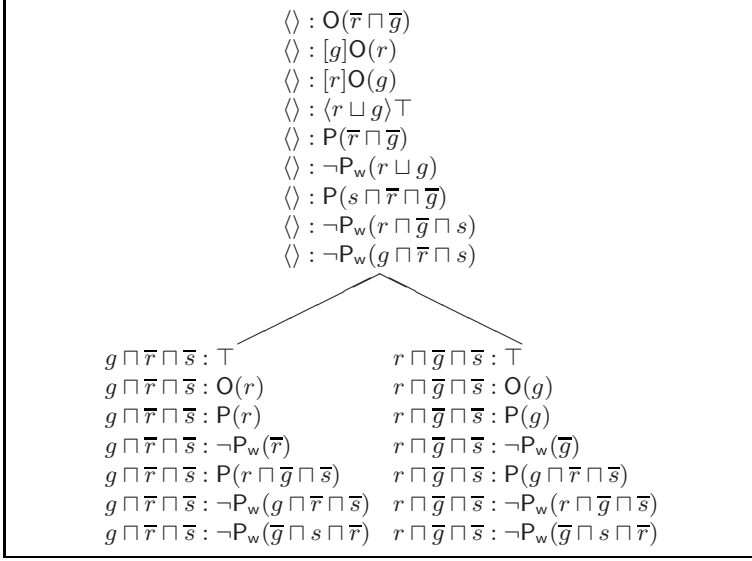 ⟨⟩ : O(r̅ ⊓ g̅)
⟨⟩ : [g]O(r)
⟨⟩ : [r]O(g)
⟨⟩ : ⟨r ⊔ g⟩⊤
⟨⟩ : P(r̅ ⊓ g̅)
⟨⟩ : ¬P_w(r ⊔ g)
⟨⟩ : P(s ⊓ r̅ ⊓ g̅)
⟨⟩ : ¬P_w(r ⊓ g̅ ⊓ s)
⟨⟩ : ¬P_w(g ⊓ r̅ ⊓ s)
g ⊓ r̅ ⊓ s̅ : ⊤ r ⊓ g̅ ⊓ s̅ : ⊤
g ⊓ r̅ ⊓ s̅ : O(r) r ⊓ g̅ ⊓ s̅ : O(g)
g ⊓ r̅ ⊓ s̅ : P(r) r ⊓ g̅ ⊓ s̅ : P(g)
g ⊓ r̅ ⊓ s̅ : ¬P_w(r̅) r ⊓ g̅ ⊓ s̅ : ¬P_w(g̅)
g ⊓ r̅ ⊓ s̅ : P(r ⊓ g̅ ⊓ s̅) r ⊓ g̅ ⊓ s̅ : P(g ⊓ r̅ ⊓ s̅)
g ⊓ r̅ ⊓ s̅ : ¬P_w(g ⊓ r̅ ⊓ s̅) r ⊓ g̅ ⊓ s̅ : ¬P_w(r ⊓ g̅ ⊓ s̅)
g ⊓ r̅ ⊓ s̅ : ¬P_w(g̅ ⊓ s ⊓ r̅) r ⊓ g̅ ⊓ s̅ : ¬P_w(g̅ ⊓ s ⊓ r̅)